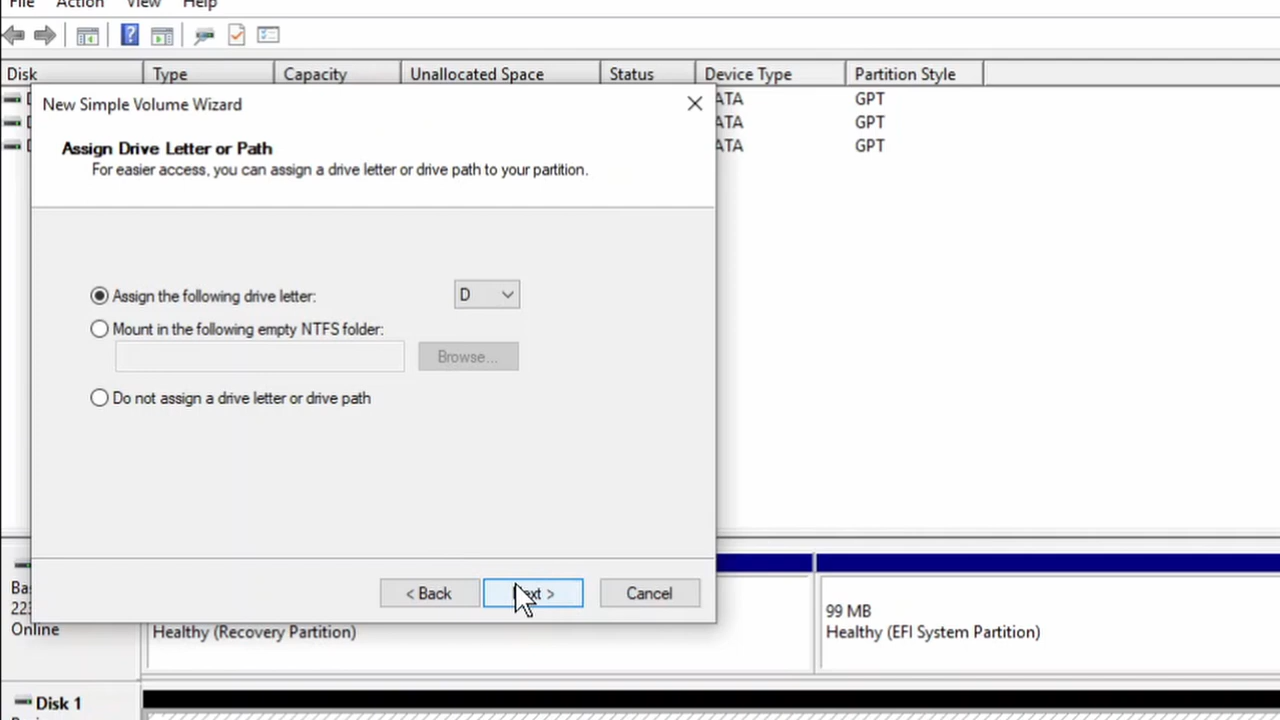 File Action View Help
Disk Type Capacity Unallocated Space Status Device Type Partition Style
GPT
GPT
GPT
New Simple Volume Wizard
Assign Drive Letter or Path
For easier access, you can assign a drive letter or drive path to your partition.
Assign the following drive letter: D
Mount in the following empty NTFS folder:
Browse...
Do not assign a drive letter or drive path
< Back > Cancel
Online
Healthy (Recovery Partition)
99 MB
Healthy (EFI System Partition)
Disk 1